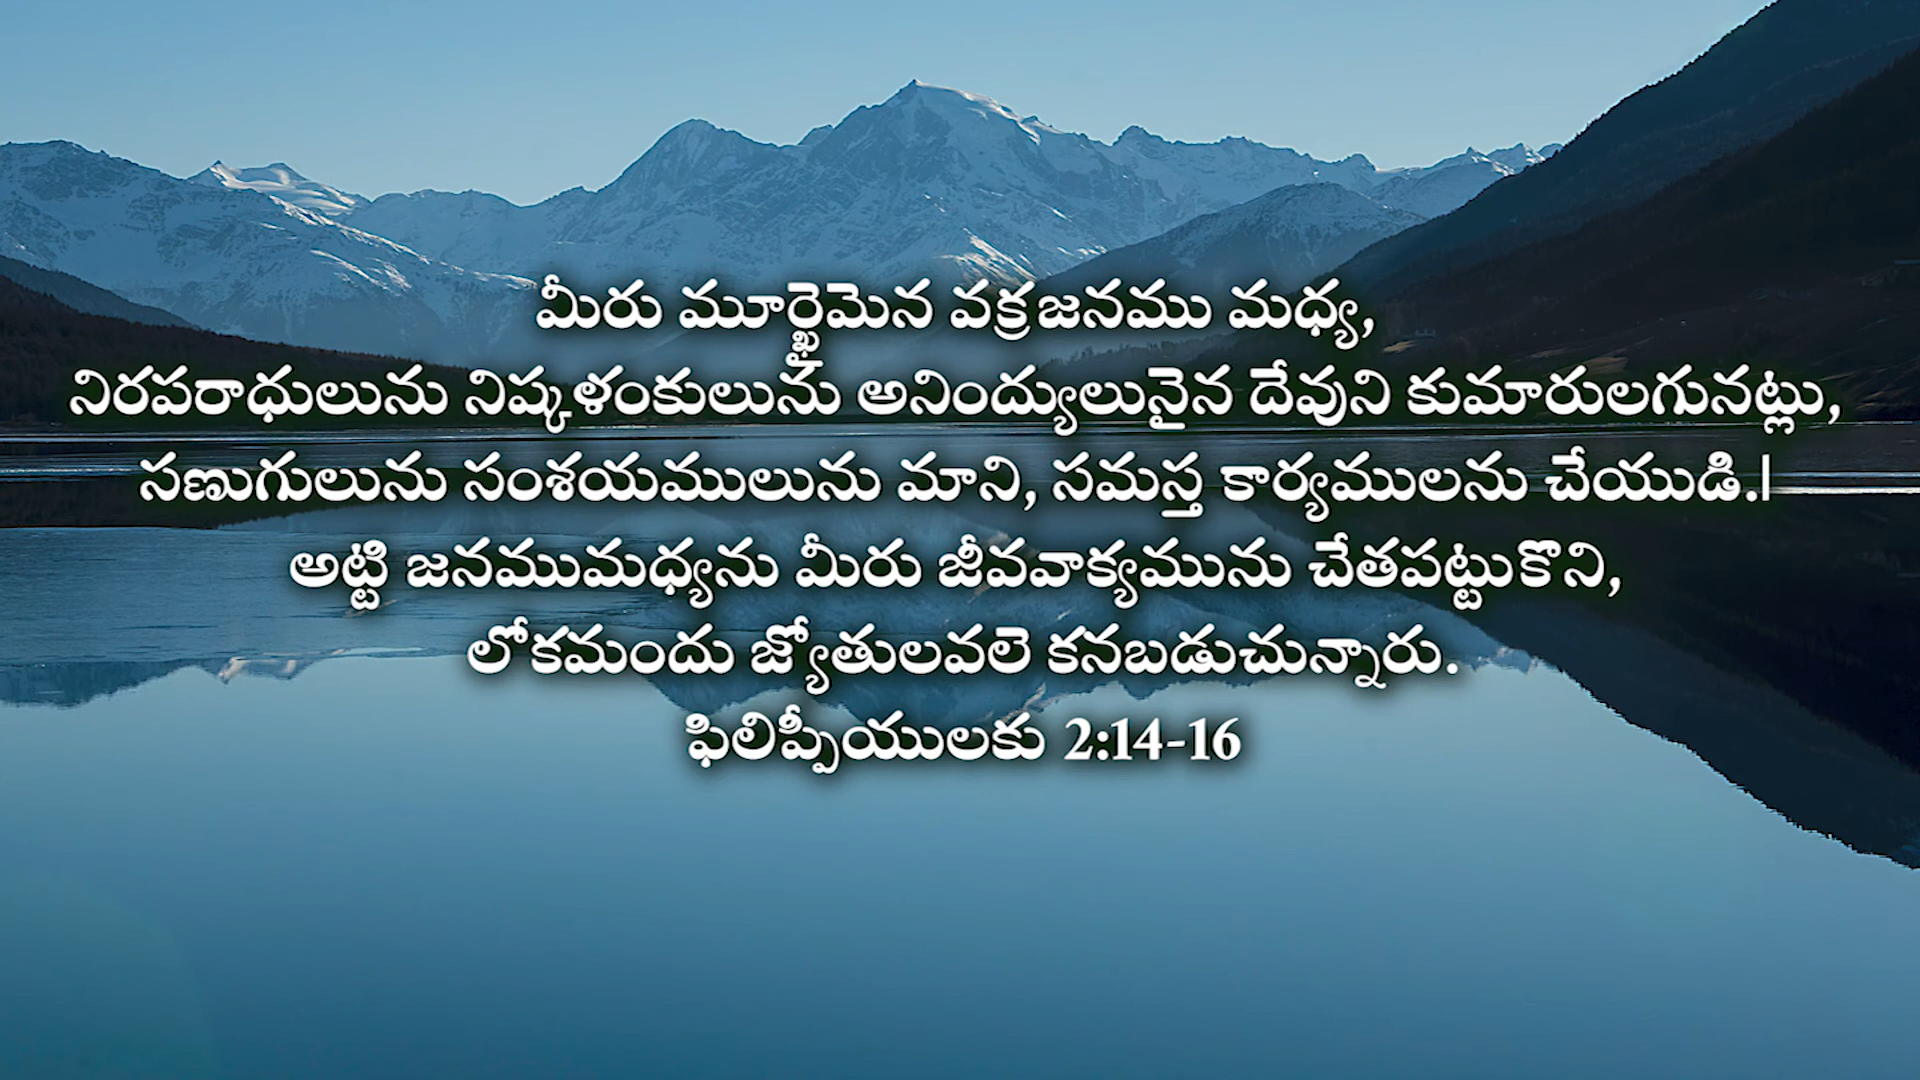 మీరు మూర్ఖమైన వక్రజనము మధ్య,
నిరపరాధులును నిష్కళంకులును అనింద్యులునైన దేవుని కుమారులగునట్లు,
సణుగులును సంశయములును మాని, సమస్త కార్యములను చేయుడి.|
అట్టి జనముమధ్యను మీరు జీవవాక్యమును చేతపట్టుకొని,
లోకమందు జ్యోతులవలె కనబడుచున్నారు.
ఫిలిప్పీయులకు 2:14-16